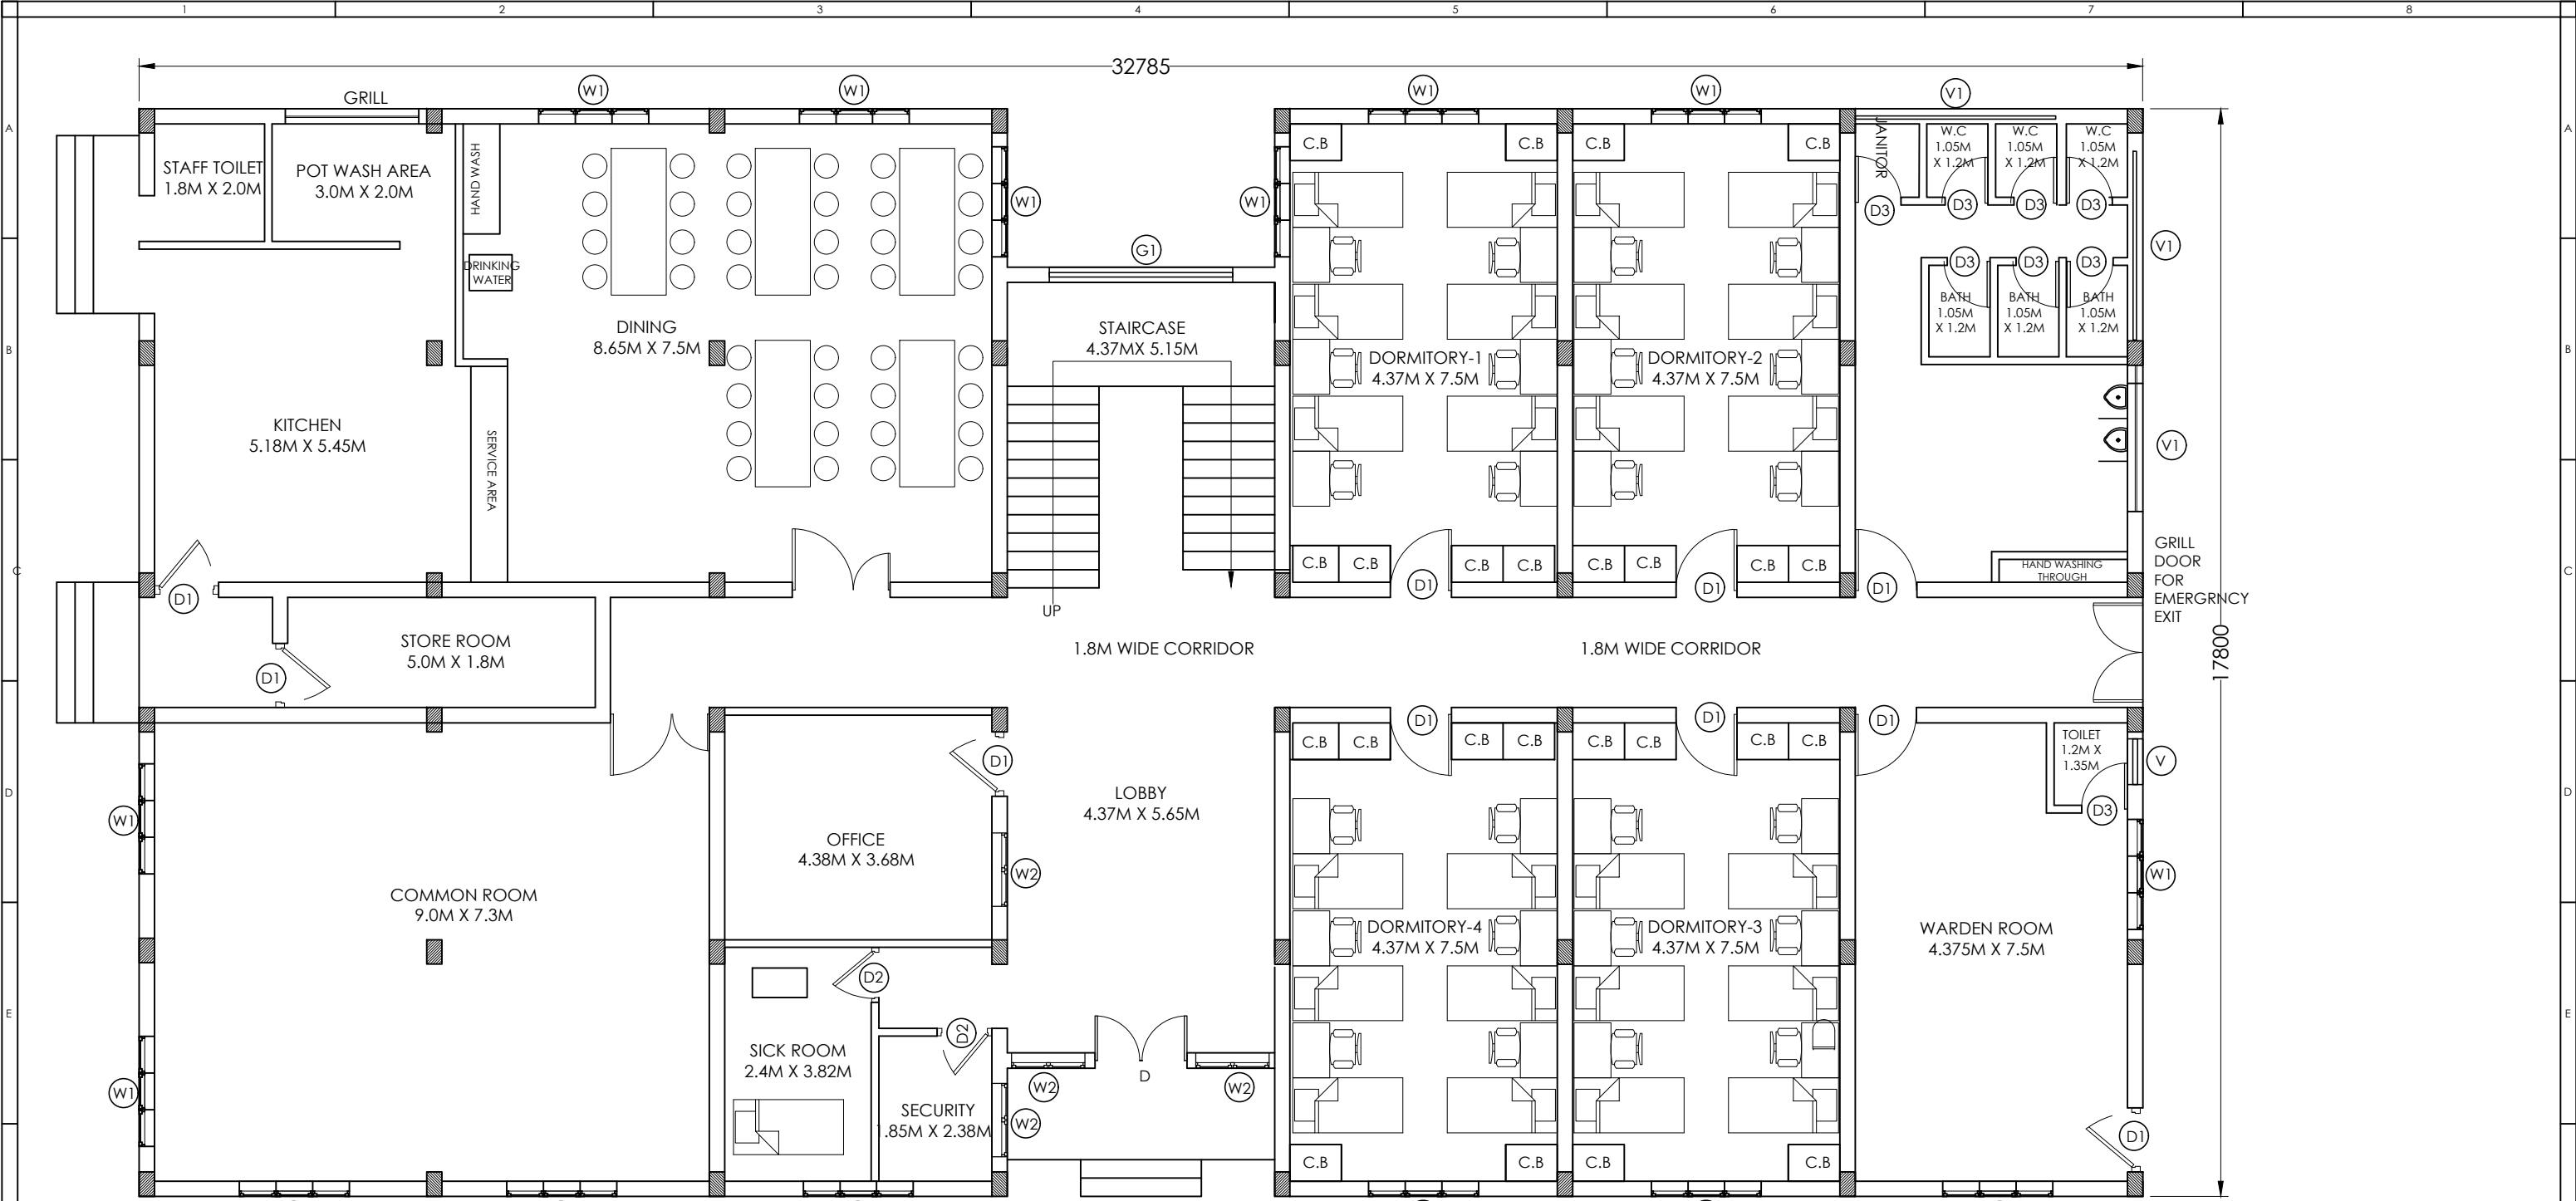 1 2 3 4 5 6 7 8
32785
GRILL
W1 W1 W1 W1 V1
A A
STAFF TOILET
1.8M X 2.0M
POT WASH AREA
3.0M X 2.0M
HAND WASH
DRINKING
WATER
W1 W1
G1
C.B C.B C.B C.B
JANITOR
W.C
1.05M
X 1.2M
W.C
1.05M
X 1.2M
W.C
1.05M
X 1.2M
D3 D3 D3 D3
V1
D3 D3 D3
BATH
1.05M
X 1.2M
BATH
1.05M
X 1.2M
BATH
1.05M
X 1.2M
B B
DINING
8.65M X 7.5M
STAIRCASE
4.37MX 5.15M
DORMITORY-1
4.37M X 7.5M
DORMITORY-2
4.37M X 7.5M
KITCHEN
5.18M X 5.45M
SERVICE AREA
V1
C C
C.B C.B C.B C.B C.B C.B C.B C.B
HAND WASHING
THROUGH
GRILL
DOOR
FOR
EMERGRNCY
EXIT
D1 D1 D1 D1
UP
STORE ROOM
5.0M X 1.8M
D1
1.8M WIDE CORRIDOR
1.8M WIDE CORRIDOR
17800
D D
D1 D1 D1
C.B C.B C.B C.B C.B C.B C.B C.B
TOILET
1.2M X
1.35M
V
D3
D1
W1
LOBBY
4.37M X 5.65M
OFFICE
4.38M X 3.68M
W2
W1
COMMON ROOM
9.0M X 7.3M
DORMITORY-4
4.37M X 7.5M
DORMITORY-3
4.37M X 7.5M
WARDEN ROOM
4.375M X 7.5M
E E
D2
D2
SICK ROOM
2.4M X 3.82M
W1
W2 D W2
SECURITY
1.85M X 2.38M
W2
D1
C.B C.B C.B C.B